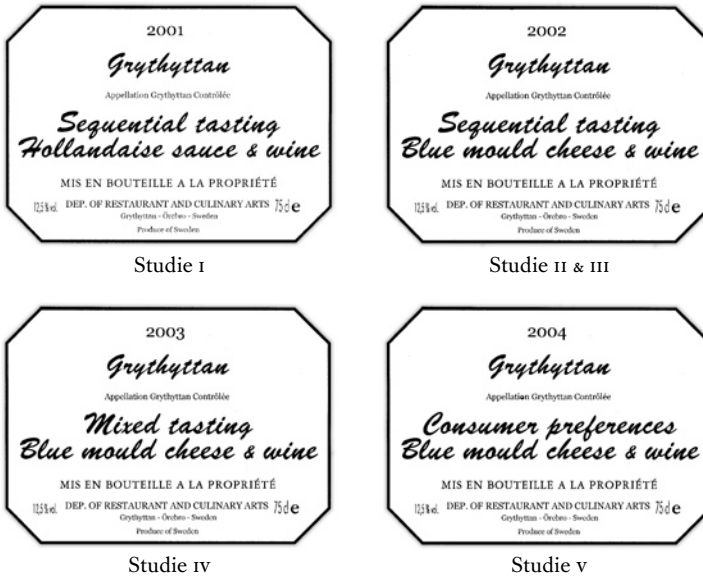 2001
Grythyttan
Appellation Grythyttan Contrôlée
Sequential tasting
Hollandaise sauce & wine
MIS EN BOUTEILLE A LA PROPRIÉTÉ
12,5 % vol. DEP. OF RESTAURANT AND CULINARY ARTS 75 cl e
Grythyttan - Örebro - Sweden
Produce of Sweden
Studie I
2002
Grythyttan
Appellation Grythyttan Contrôlée
Sequential tasting
Blue mould cheese & wine
MIS EN BOUTEILLE A LA PROPRIÉTÉ
12,5 % vol. DEP. OF RESTAURANT AND CULINARY ARTS 75 cl e
Grythyttan - Örebro - Sweden
Produce of Sweden
Studie II & III
2003
Grythyttan
Appellation Grythyttan Contrôlée
Mixed tasting
Blue mould cheese & wine
MIS EN BOUTEILLE A LA PROPRIÉTÉ
12,5 % vol. DEP. OF RESTAURANT AND CULINARY ARTS 75 cl e
Grythyttan - Örebro - Sweden
Produce of Sweden
Studie IV
2004
Grythyttan
Appellation Grythyttan Contrôlée
Consumer preferences
Blue mould cheese & wine
MIS EN BOUTEILLE A LA PROPRIÉTÉ
12,5 % vol. DEP. OF RESTAURANT AND CULINARY ARTS 75 cl e
Grythyttan - Örebro - Sweden
Produce of Sweden
Studie V